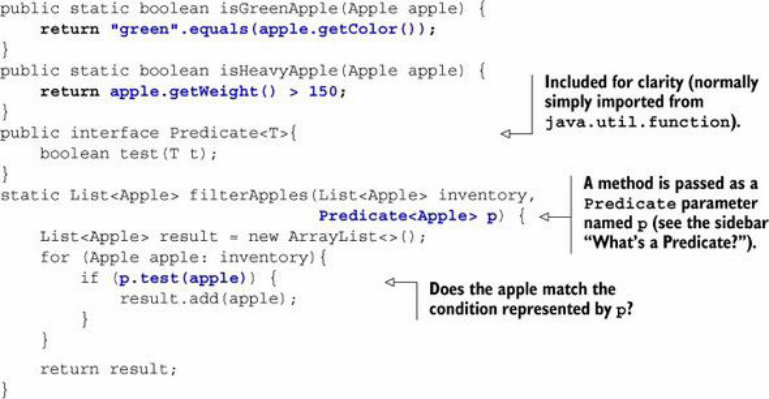 public static boolean isGreenApple(Apple apple) {
    return "green".equals(apple.getColor());
}
public static boolean isHeavyApple(Apple apple) {
    return apple.getWeight() > 150;
}
public interface Predicate<T>{
    boolean test(T t);
}
Included for clarity (normally
simply imported from
java.util.function).
static List<Apple> filterApples(List<Apple> inventory,
                                Predicate<Apple> p) {
A method is passed as a
Predicate parameter
named p (see the sidebar
“What’s a Predicate?”).
    List<Apple> result = new ArrayList<>();
    for (Apple apple: inventory){
        if (p.test(apple)) {
            result.add(apple);
        }
    }
    return result;
}
Does the apple match the
condition represented by p?